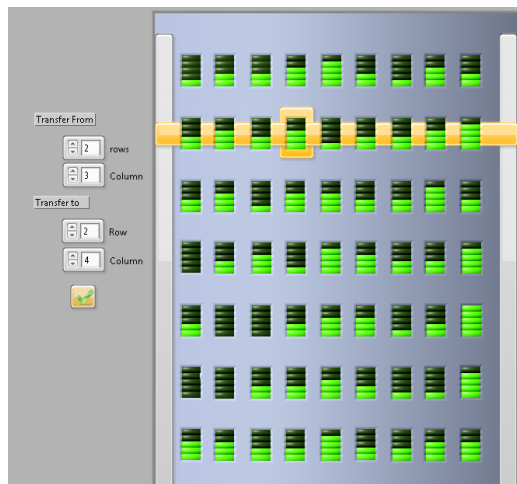 Transfer From
2 rows
3 Column
Transfer to
2 Row
4 Column